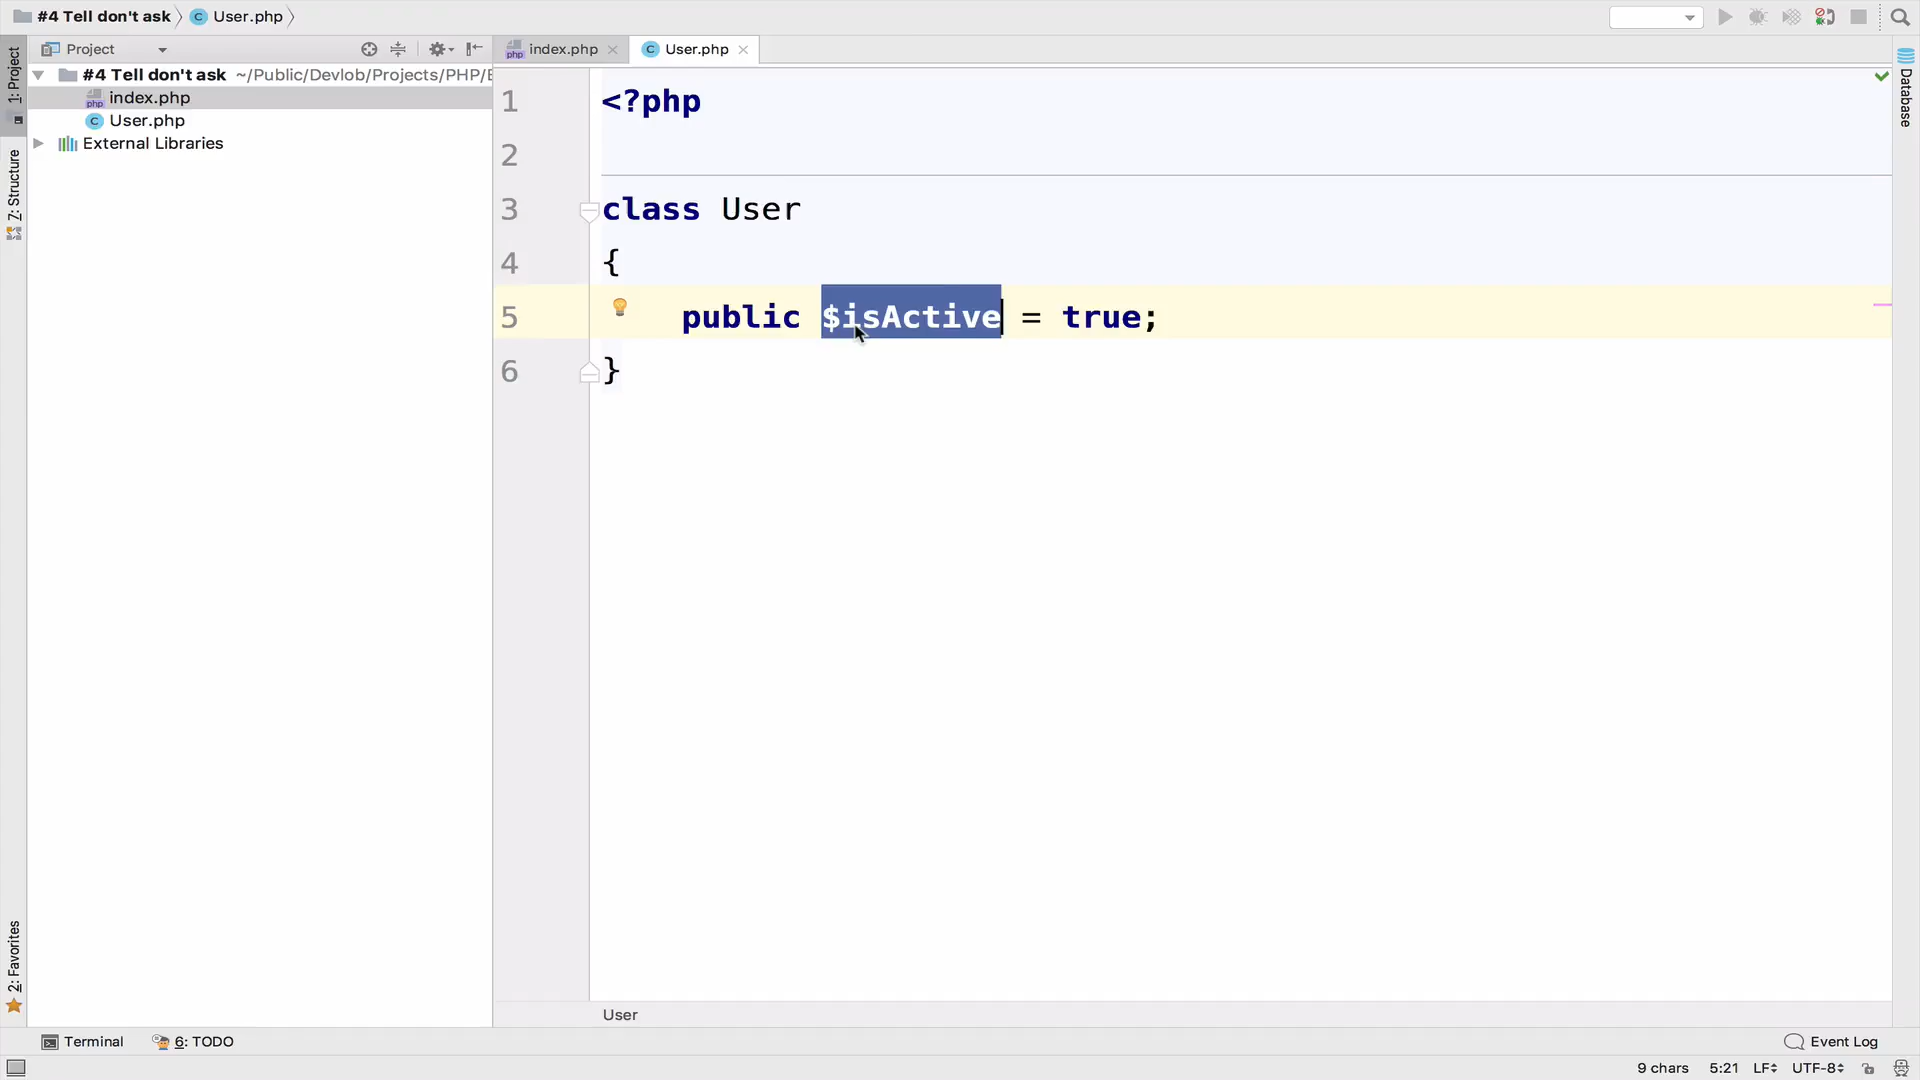 #4 Tell don't ask
User.php
Project
index.php
User.php
1: Project
#4 Tell don't ask ~/Public/Devlob/Projects/PHP/E
index.php
User.php
External Libraries
7: Structure
2: Favorites
Database
1 <?php
2
3 class User
4 {
5 public $isActive = true;
6 }
User
Terminal
6: TODO
Event Log
9 chars
5:21
LF
UTF-8